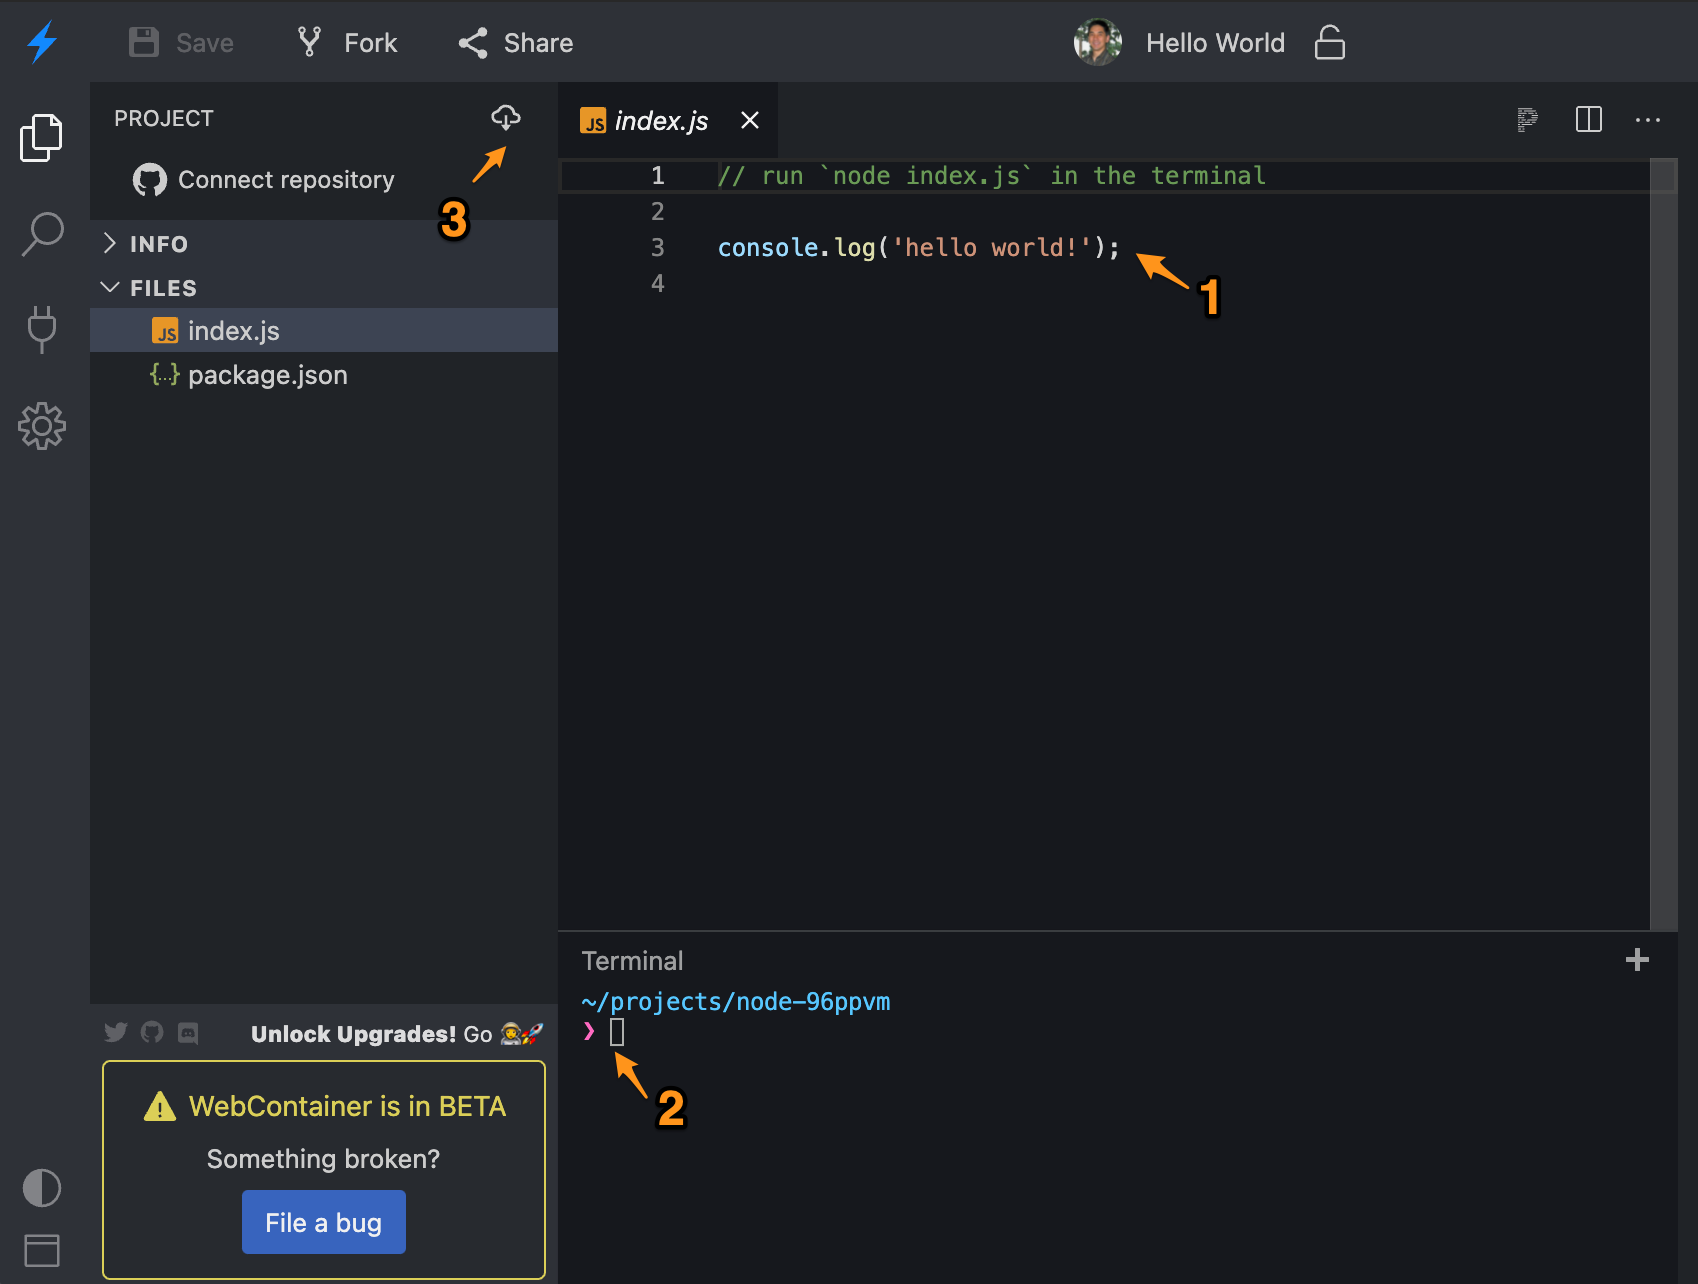 Save Fork Share Hello World
PROJECT
Connect repository
3
INFO
FILES
JS index.js
{...} package.json
JS index.js
1 // run `node index.js` in the terminal
2
3 console.log('hello world!');
4
1
Terminal
~/projects/node-96ppvm
❯
2
Unlock Upgrades! Go 👩‍🚀🚀
WebContainer is in BETA
Something broken?
File a bug